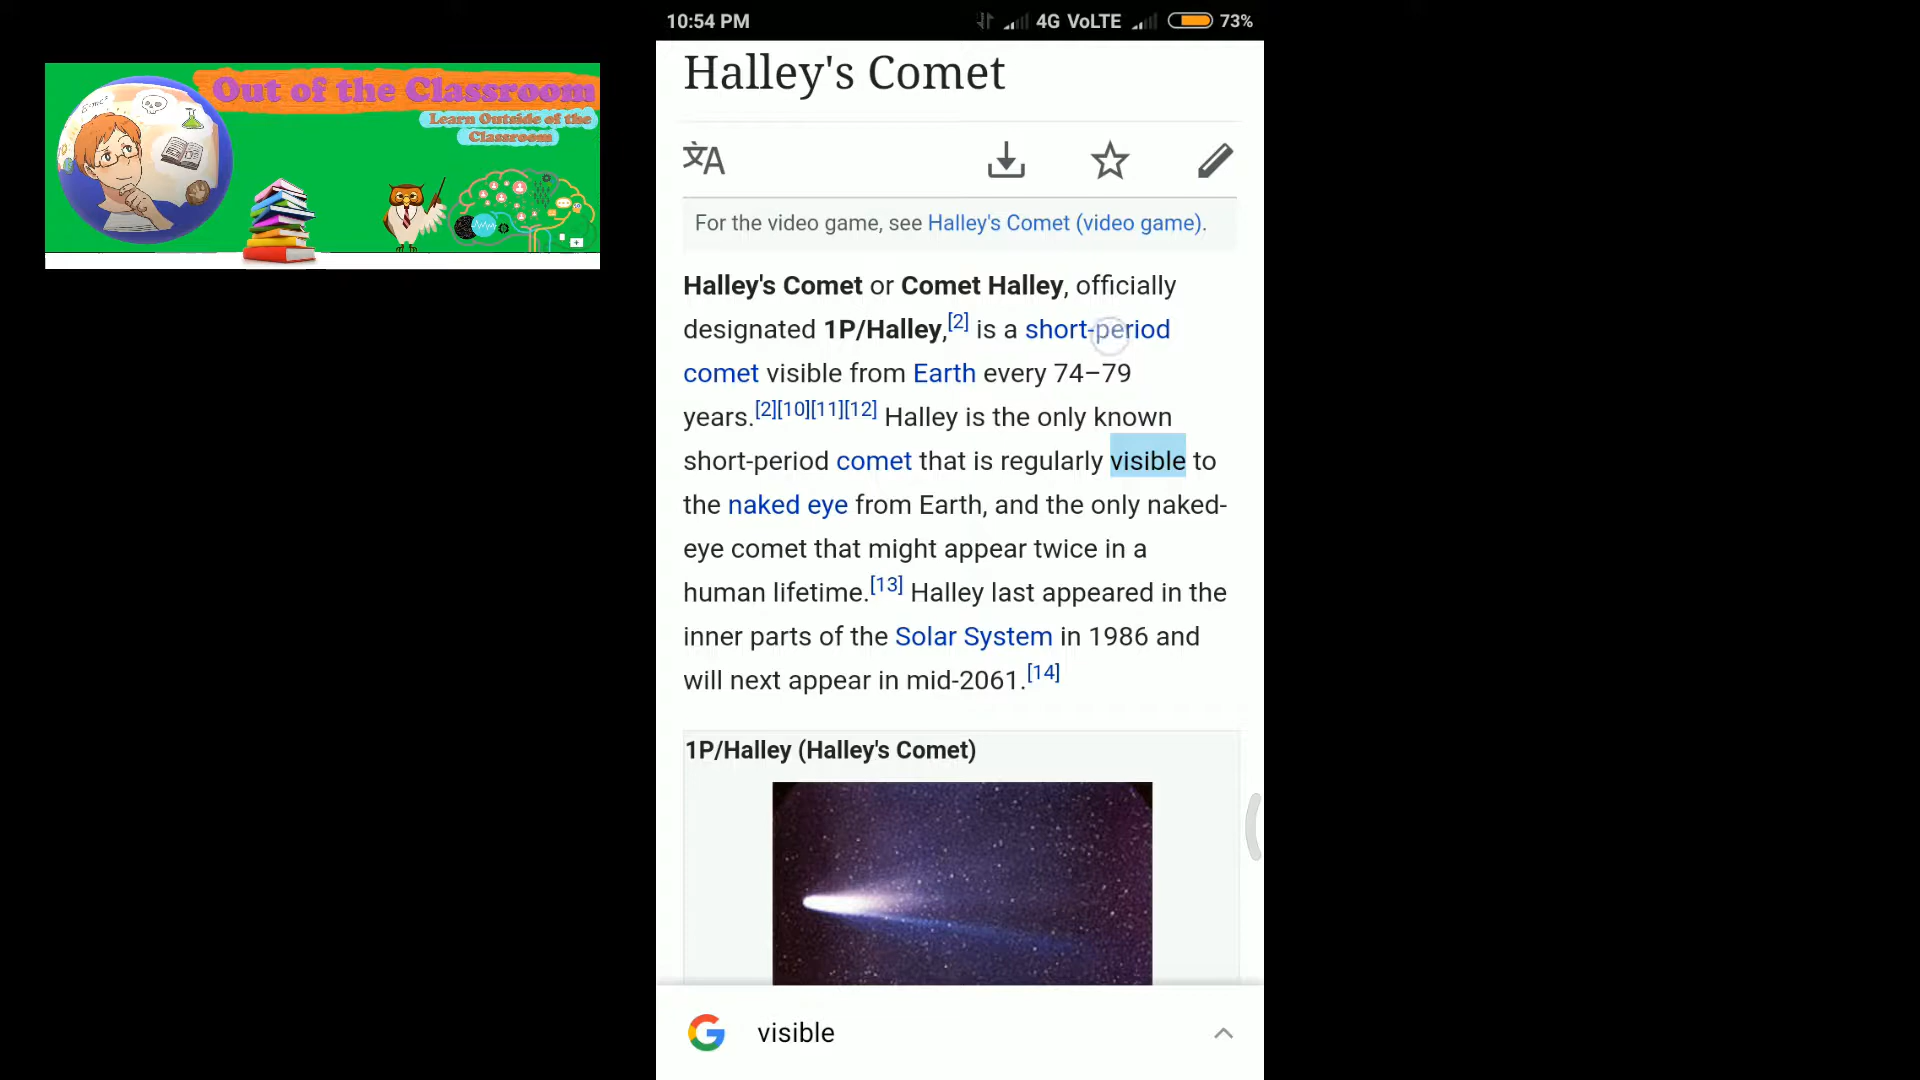 10:54 PM
4G VoLTE
73%
Out of the Classroom
Learn Outside of the
Classroom
Halley's Comet
文A
For the video game, see Halley's Comet (video game).
Halley's Comet or Comet Halley, officially
designated 1P/Halley,[2] is a short-period
comet visible from Earth every 74–79
years.[2][10][11][12] Halley is the only known
short-period comet that is regularly visible to
the naked eye from Earth, and the only naked-
eye comet that might appear twice in a
human lifetime.[13] Halley last appeared in the
inner parts of the Solar System in 1986 and
will next appear in mid-2061.[14]
1P/Halley (Halley's Comet)
G visible